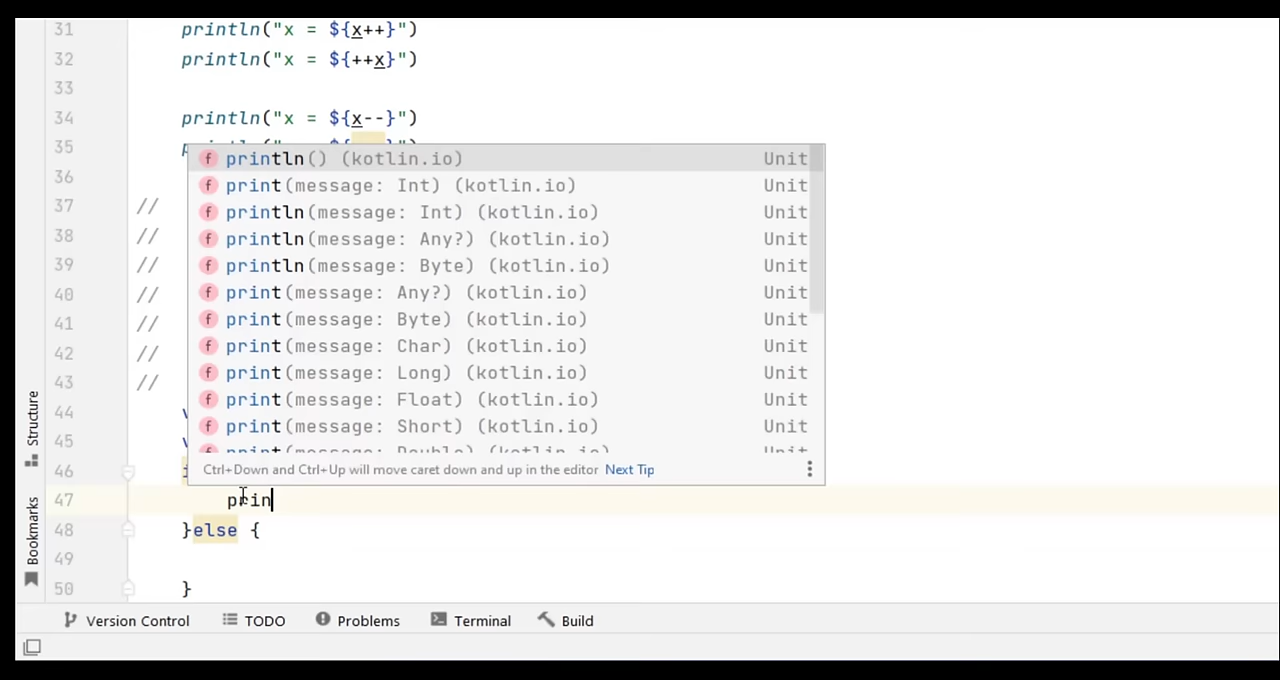 31 println("x = ${x++}")
32 println("x = ${++x}")
33
34 println("x = ${x--}")
35
println() (kotlin.io) Unit
36
print(message: Int) (kotlin.io) Unit
37 //
println(message: Int) (kotlin.io) Unit
38 //
println(message: Any?) (kotlin.io) Unit
39 //
println(message: Byte) (kotlin.io) Unit
40 //
print(message: Any?) (kotlin.io) Unit
41 //
print(message: Byte) (kotlin.io) Unit
42 //
print(message: Char) (kotlin.io) Unit
43 //
print(message: Long) (kotlin.io) Unit
44
print(message: Float) (kotlin.io) Unit
45
print(message: Short) (kotlin.io) Unit
print(message: Double) (kotlin.io) Unit
46
Ctrl+Down and Ctrl+Up will move caret down and up in the editor Next Tip
47 prin
48 }else {
49
50 }
Structure
Bookmarks
Version Control TODO Problems Terminal Build